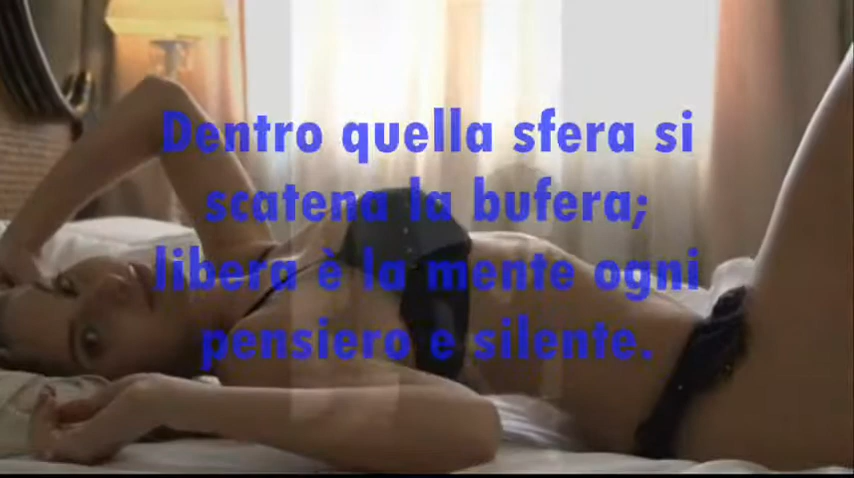 Dentro quella sfera si
scatena la bufera;
libera è la mente ogni
pensiero e silente.